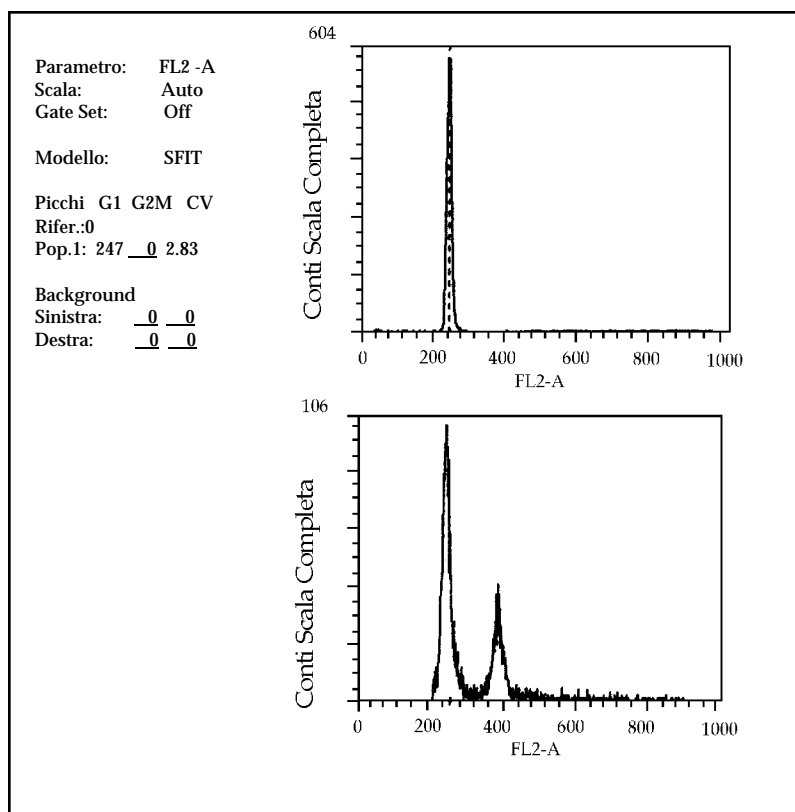 Parametro: FL2 -A
Scala: Auto
Gate Set: Off
Modello: SFIT
Picchi G1 G2M CV
Rifer.:0
Pop.1: 247 0 2.83
Background
Sinistra: 0 0
Destra: 0 0
604
Conti Scala Completa
0 200 400 600 800 1000
FL2-A
106
Conti Scala Completa
0 200 400 600 800 1000
FL2-A